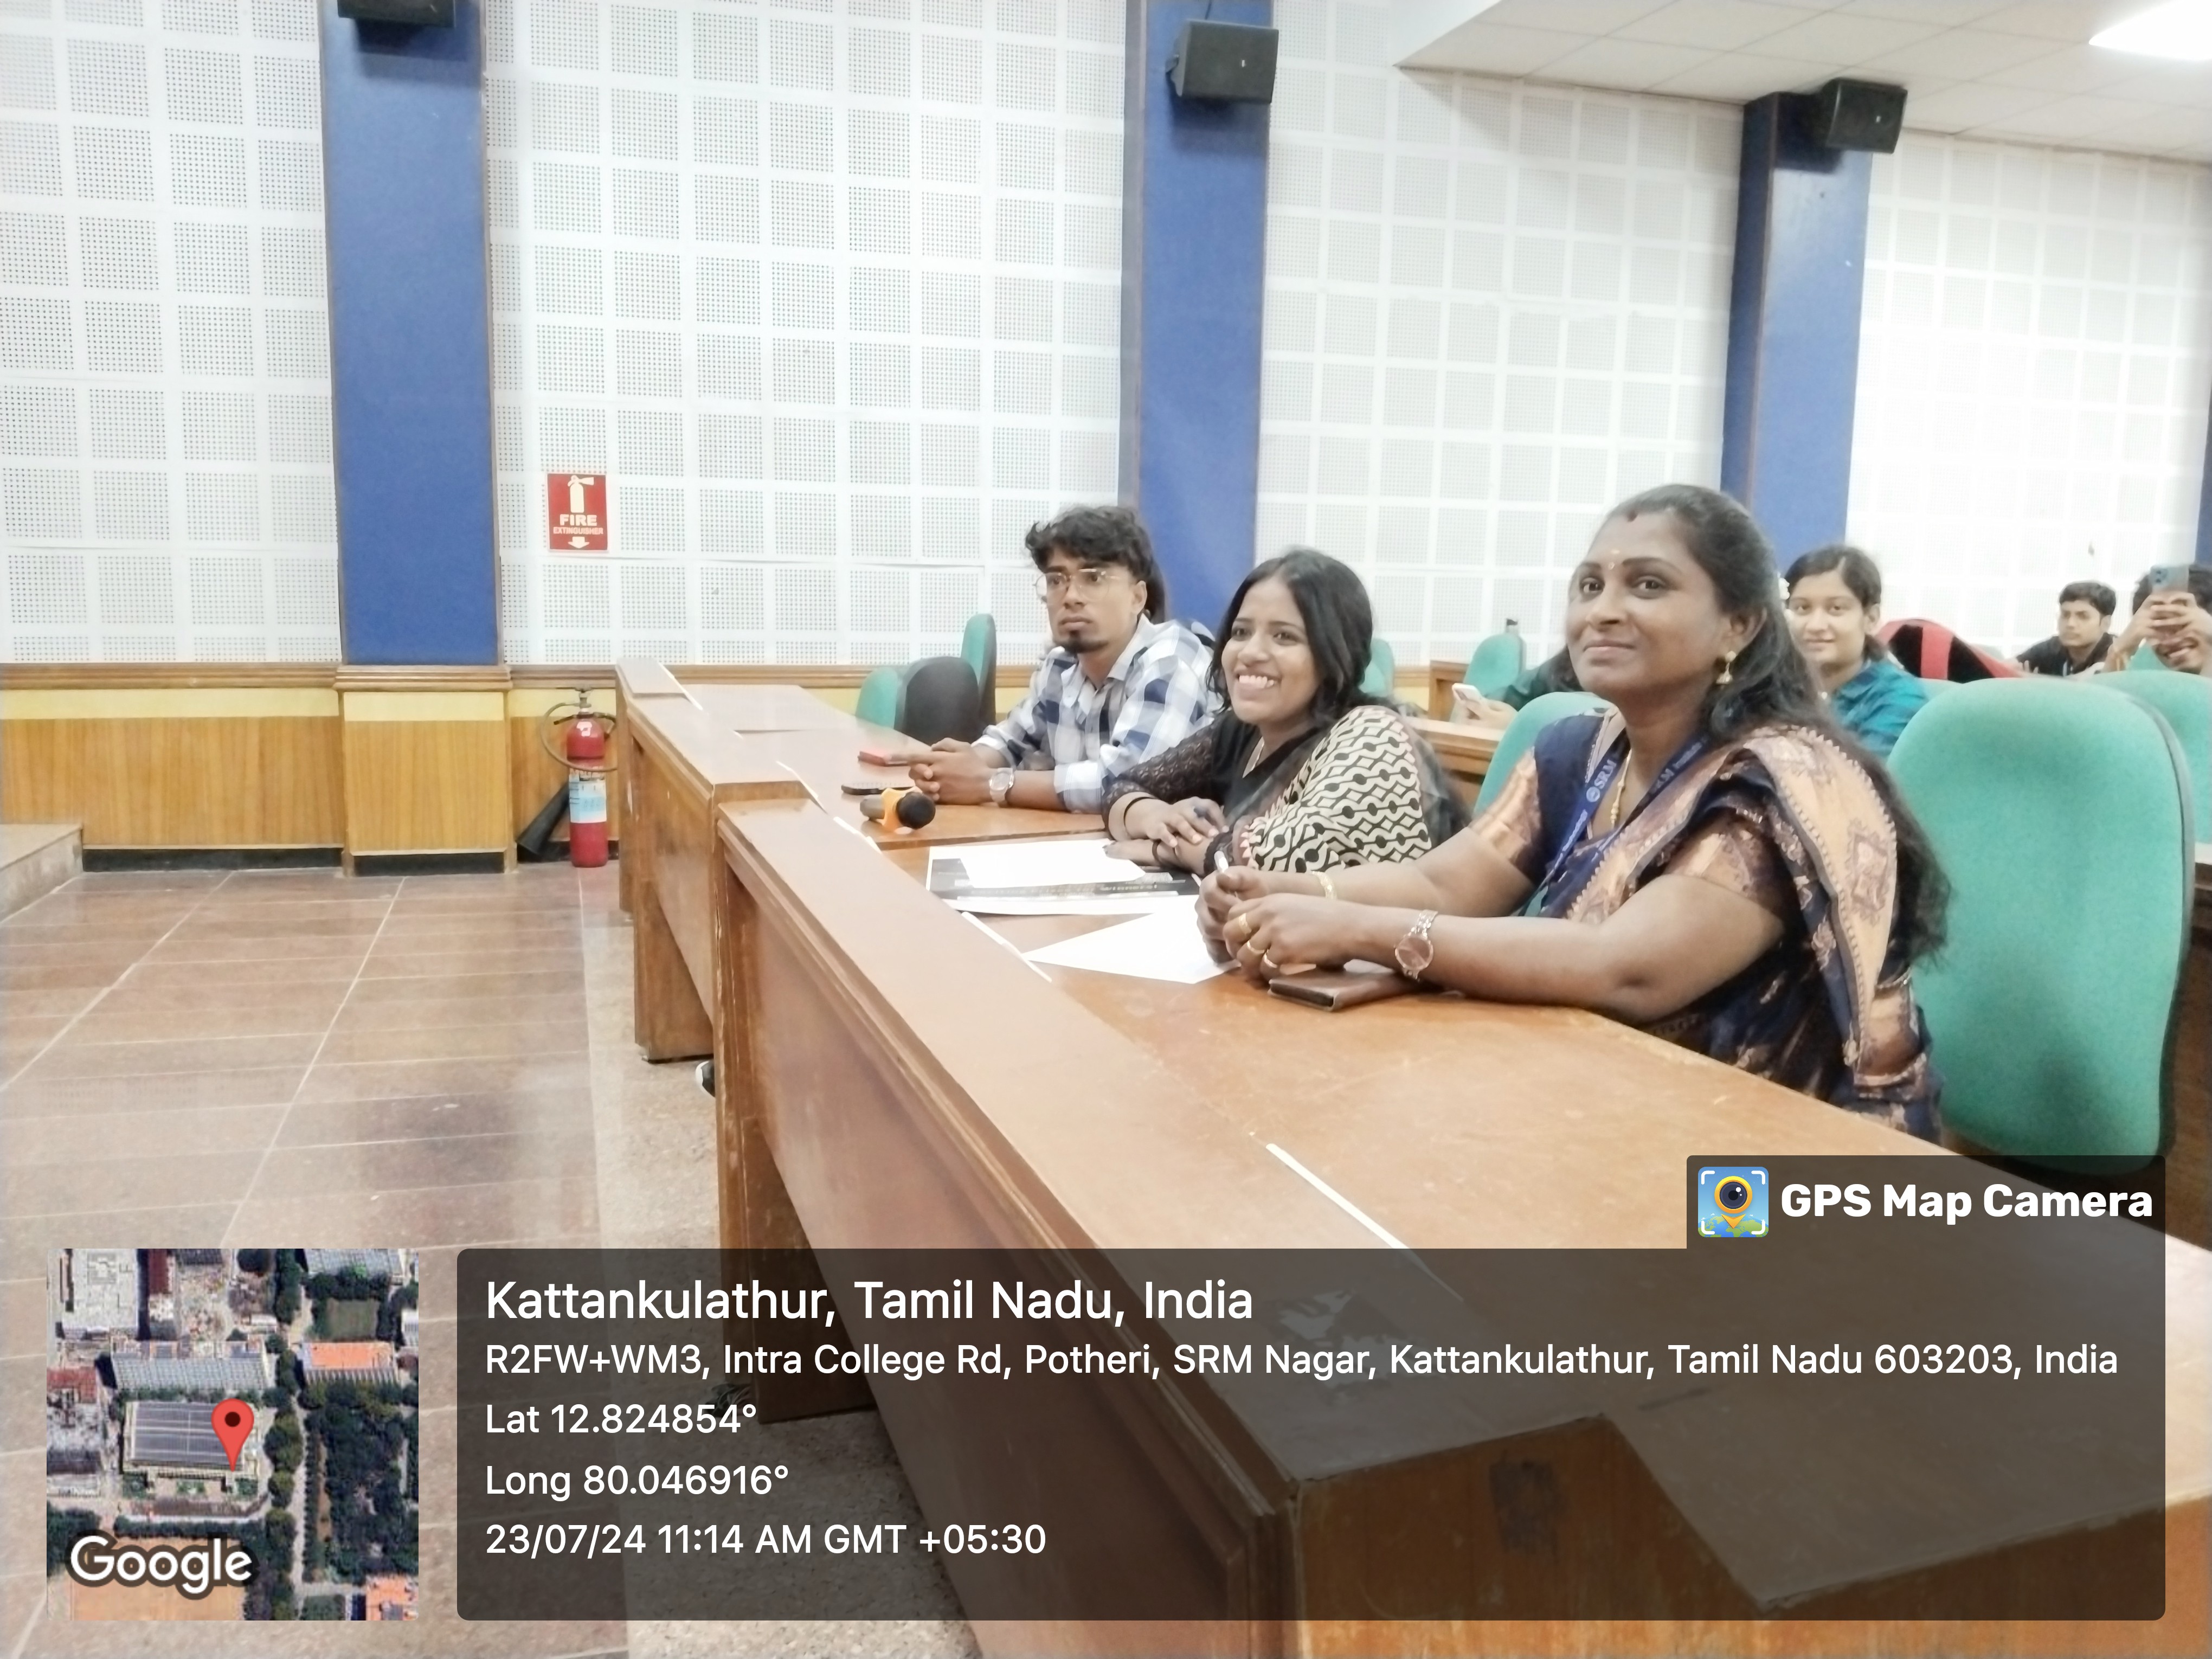 FIRE
EXTINGUISHER
SRM
GPS Map Camera
Kattankulathur, Tamil Nadu, India
R2FW+WM3, Intra College Rd, Potheri, SRM Nagar, Kattankulathur, Tamil Nadu 603203, India
Lat 12.824854°
Long 80.046916°
23/07/24 11:14 AM GMT +05:30
Google